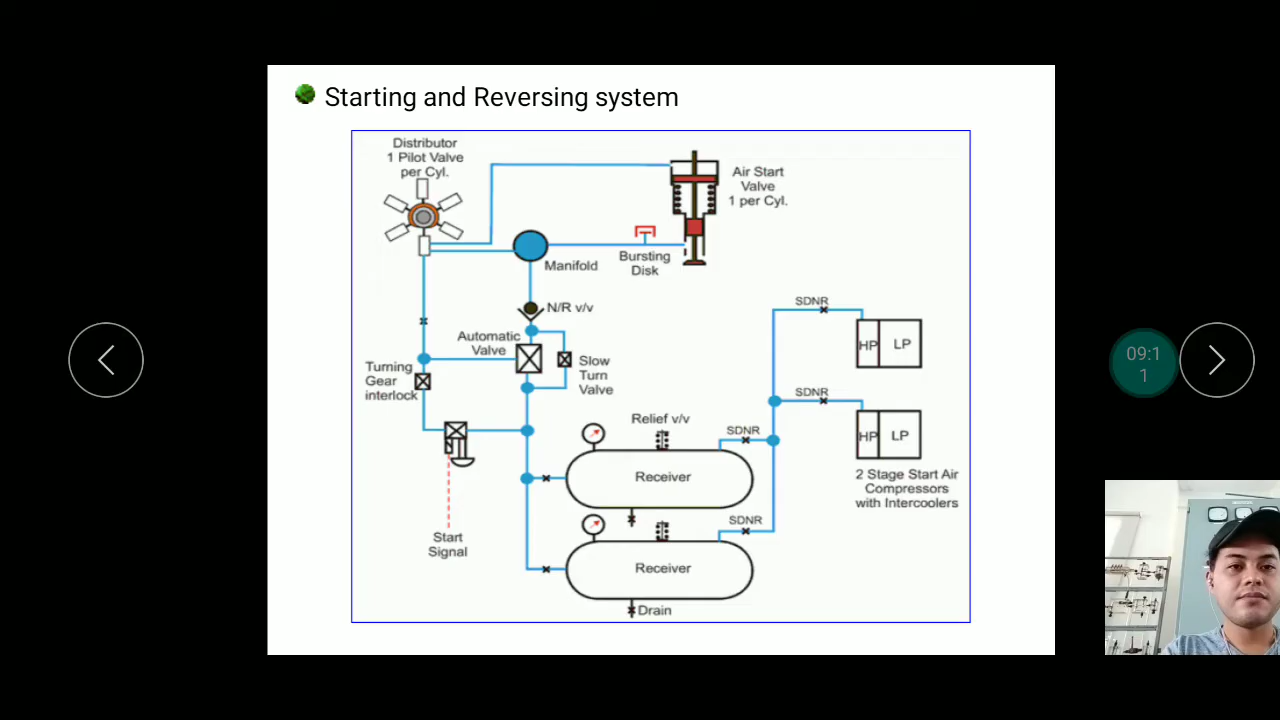 Starting and Reversing system
Distributor
1 Pilot Valve
per Cyl.
Air Start
Valve
1 per Cyl.
Manifold
Bursting
Disk
N/R v/v
Automatic
Valve
Slow
Turn
Valve
Turning
Gear
interlock
SDNR
HP
LP
SDNR
HP
LP
2 Stage Start Air
Compressors
with Intercoolers
Relief v/v
SDNR
Receiver
SDNR
Receiver
Drain
Start
Signal
09:1
1